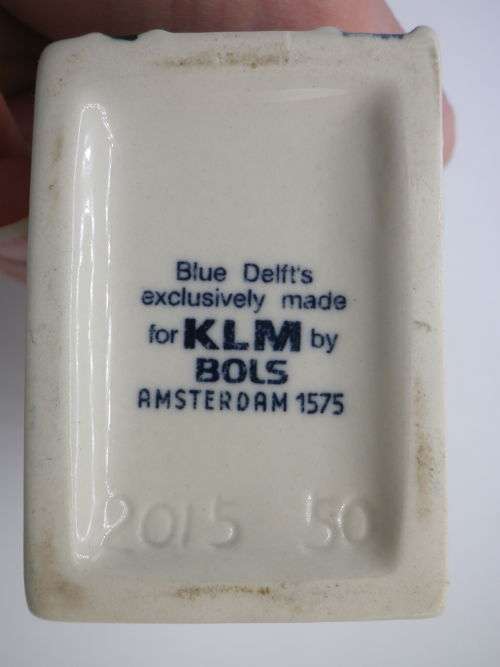 Blue Delft's
exclusively made
for KLM by
BOLS
AMSTERDAM 1575
2015 50